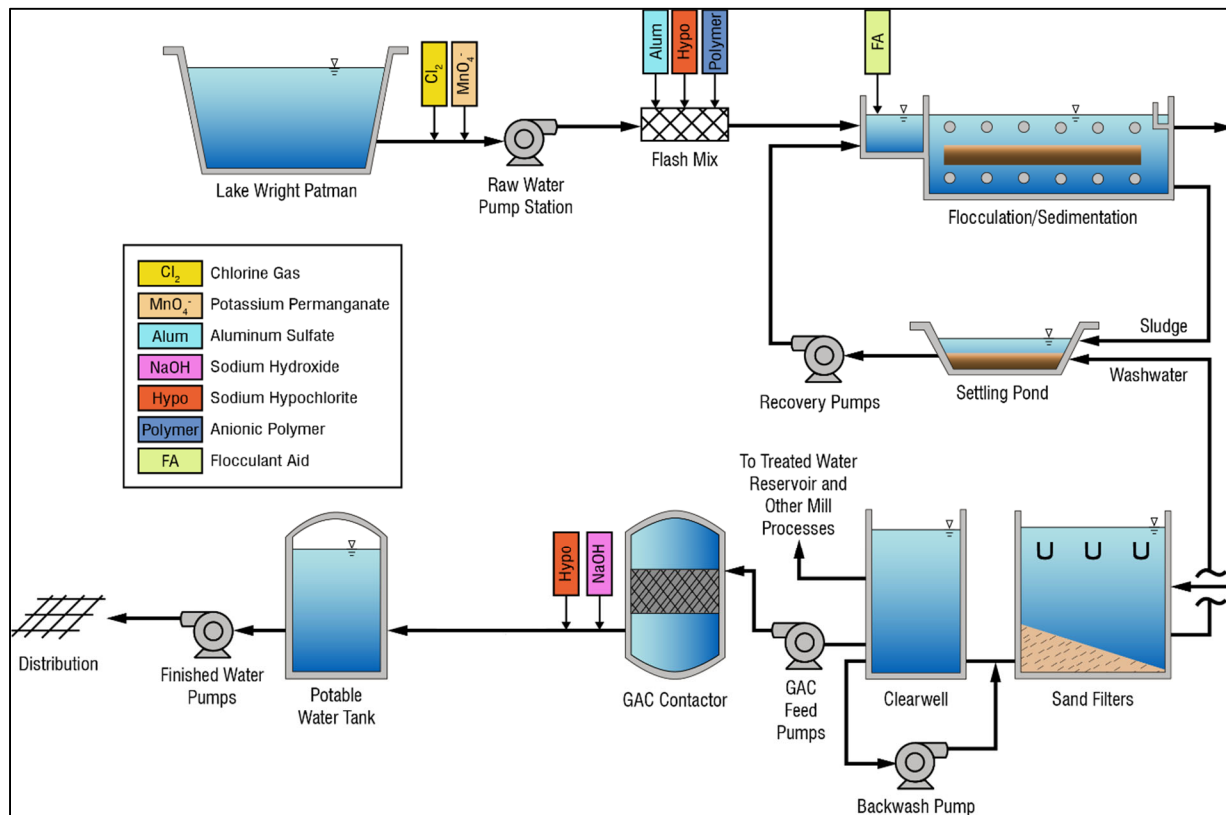 Cl₂
MnO₄⁻
Alum
Hypo
Polymer
FA
Lake Wright Patman
Raw Water
Pump Station
Flash Mix
Flocculation/Sedimentation
Cl₂ Chlorine Gas
MnO₄⁻ Potassium Permanganate
Alum Aluminum Sulfate
NaOH Sodium Hydroxide
Hypo Sodium Hypochlorite
Polymer Anionic Polymer
FA Flocculant Aid
Sludge
Washwater
Recovery Pumps
Settling Pond
To Treated Water
Reservoir and
Other Mill
Processes
Hypo
NaOH
Distribution
Finished Water
Pumps
Potable
Water Tank
GAC Contactor
GAC
Feed
Pumps
Clearwell
Sand Filters
Backwash Pump